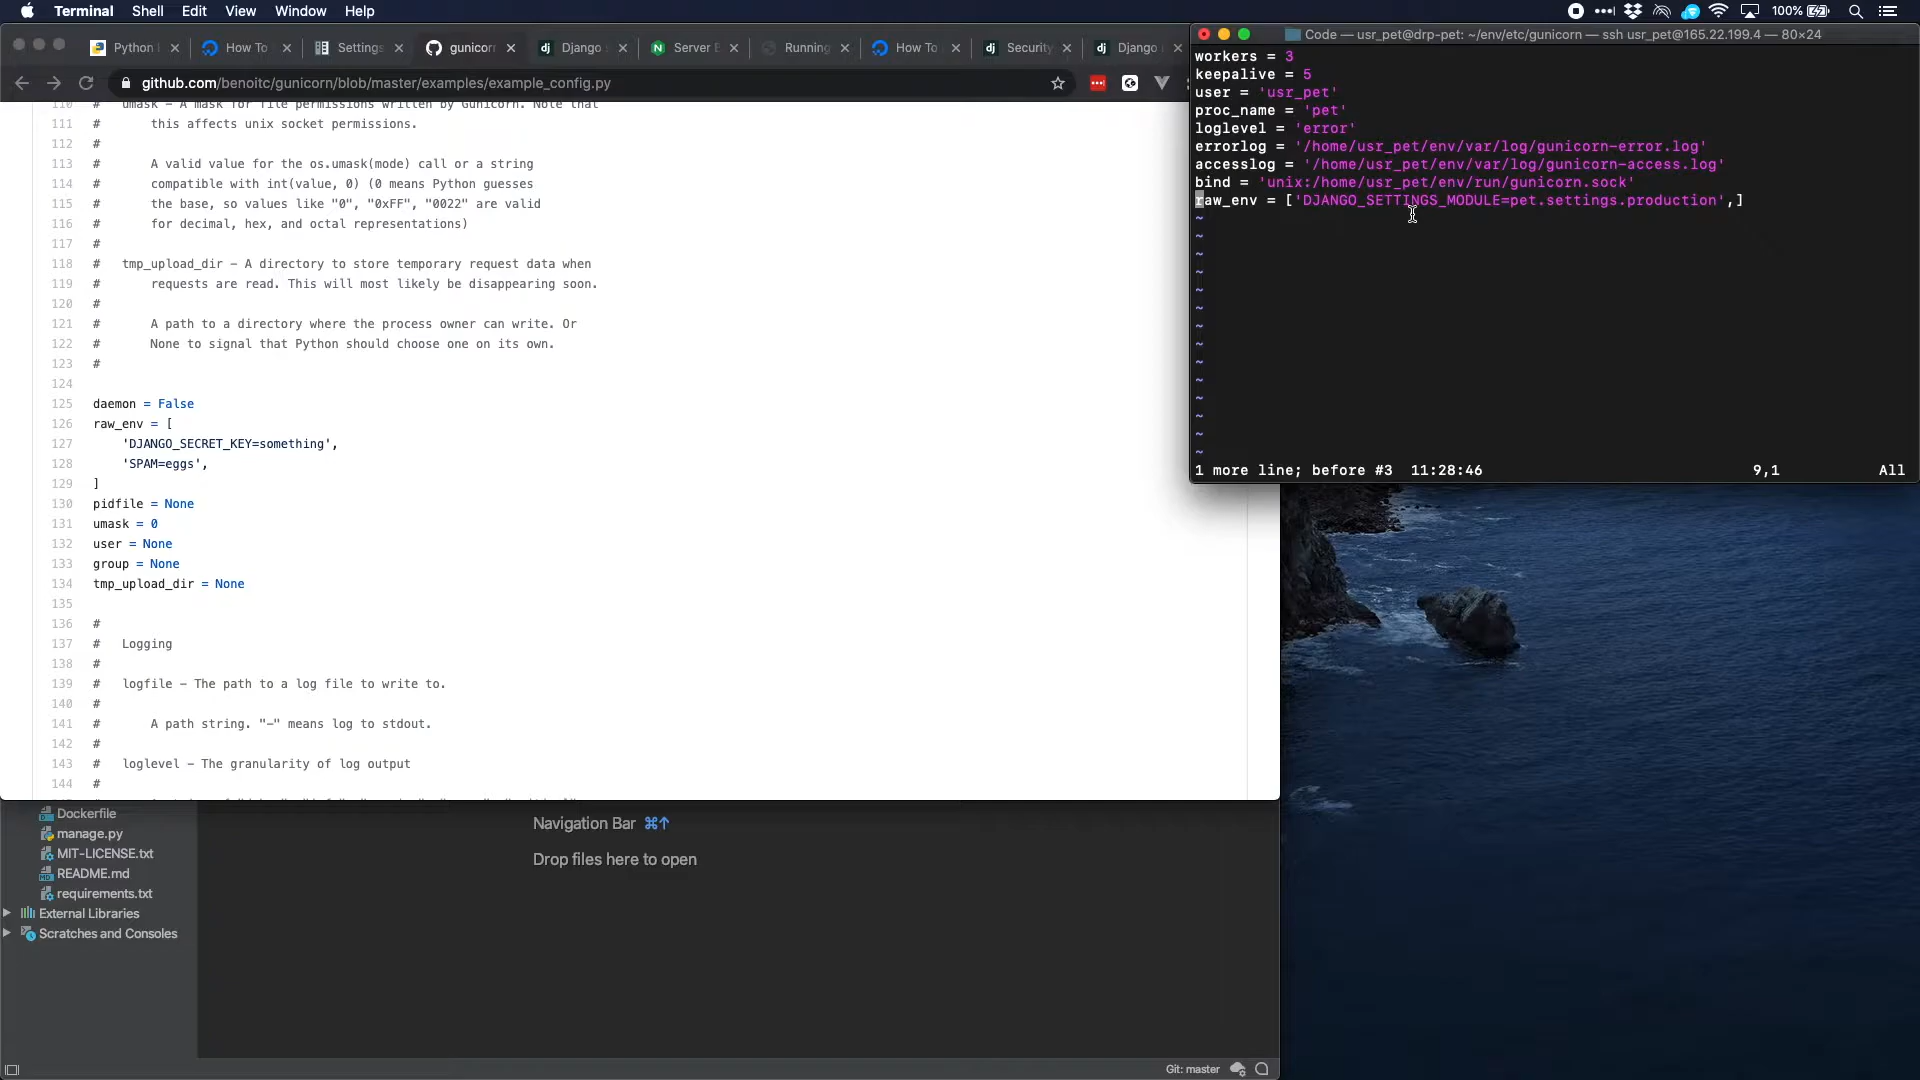 Terminal Shell Edit View Window Help 100%
Python How To Settings gunicorn Django Server Running How To Security Django
github.com/benoitc/gunicorn/blob/master/examples/example_config.py
110 # umask - A mask for file permissions written by Gunicorn. Note that
111 # this affects unix socket permissions.
112 #
113 # A valid value for the os.umask(mode) call or a string
114 # compatible with int(value, 0) (0 means Python guesses
115 # the base, so values like "0", "0xFF", "0022" are valid
116 # for decimal, hex, and octal representations)
117 #
118 # tmp_upload_dir - A directory to store temporary request data when
119 # requests are read. This will most likely be disappearing soon.
120 #
121 # A path to a directory where the process owner can write. Or
122 # None to signal that Python should choose one on its own.
123 #
124
125 daemon = False
126 raw_env = [
127 'DJANGO_SECRET_KEY=something',
128 'SPAM=eggs',
129 ]
130 pidfile = None
131 umask = 0
132 user = None
133 group = None
134 tmp_upload_dir = None
135
136 #
137 # Logging
138 #
139 # logfile - The path to a log file to write to.
140 #
141 # A path string. "-" means log to stdout.
142 #
143 # loglevel - The granularity of log output
144 #
Code — usr_pet@drp-pet: ~/env/etc/gunicorn — ssh usr_pet@165.22.199.4 — 80×24
workers = 3
keepalive = 5
user = 'usr_pet'
proc_name = 'pet'
loglevel = 'error'
errorlog = '/home/usr_pet/env/var/log/gunicorn-error.log'
accesslog = '/home/usr_pet/env/var/log/gunicorn-access.log'
bind = 'unix:/home/usr_pet/env/run/gunicorn.sock'
raw_env = ['DJANGO_SETTINGS_MODULE=pet.settings.production',]
~
~
~
~
~
~
~
~
~
~
~
~
~
~
1 more line; before #3 11:28:46 9,1 All
Dockerfile
manage.py
MIT-LICENSE.txt
README.md
requirements.txt
External Libraries
Scratches and Consoles
Navigation Bar ⌘↑
Drop files here to open
Git: master